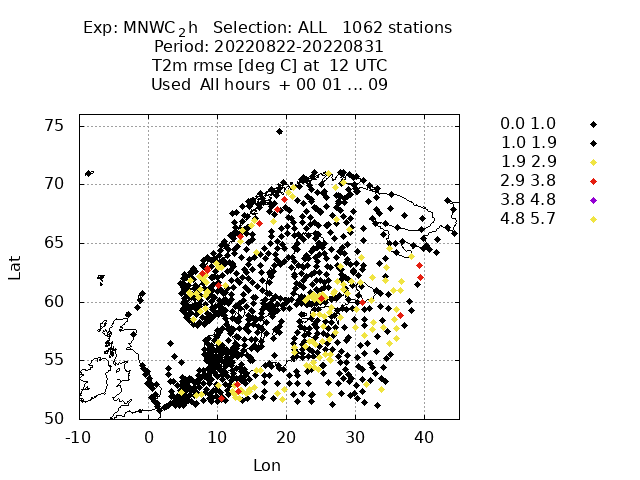 Exp: MNWC_2h Selection: ALL 1062 stations
Period: 20220822-20220831
T2m rmse [deg C] at 12 UTC
Used All hours + 00 01 ... 09
0.0 1.0
1.0 1.9
1.9 2.9
2.9 3.8
3.8 4.8
4.8 5.7
75
70
65
60
55
50
Lat
-10 0 10 20 30 40
Lon